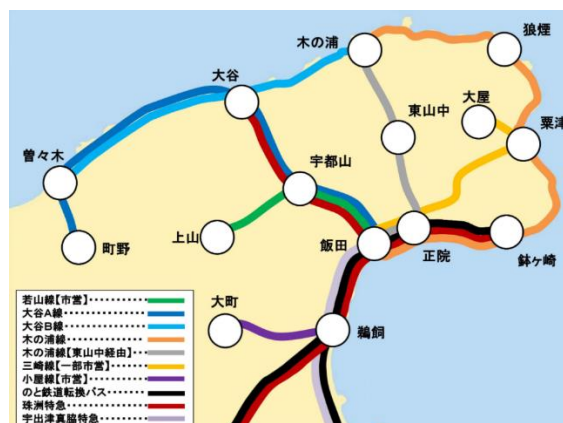 木の浦
狼煙
大谷
大屋
東山中
粟津
曽々木
宇都山
町野
上山
飯田
正院
鉢ヶ崎
大町
鵜飼
若山線【市営】
大谷A線
大谷B線
木の浦線
木の浦線【東山中経由】
三崎線【一部市営】
小屋線【市営】
のと鉄道転換バス
珠洲特急
宇出津真脇特急